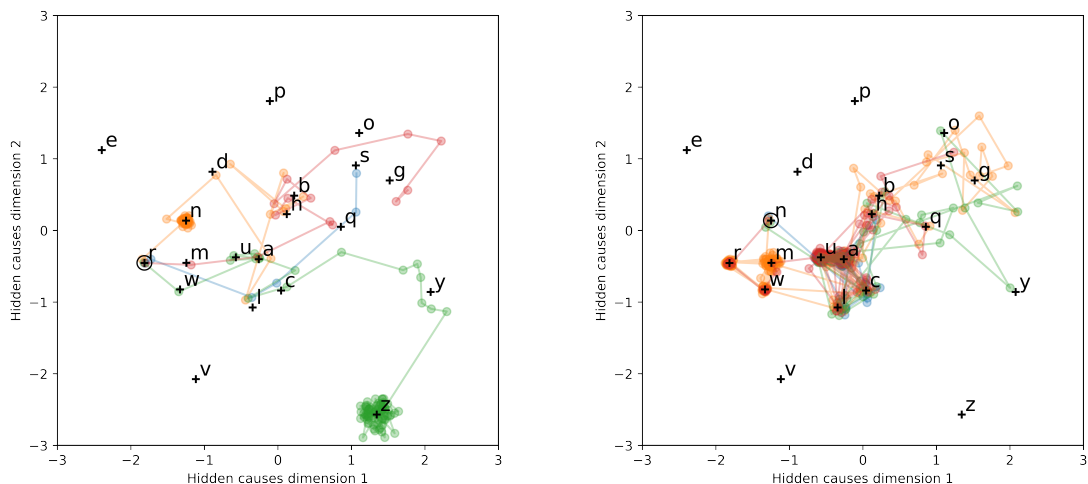 3
2
1
0
−1
−2
−3
−3
−2
−1
0
1
2
3
Hidden causes dimension 2
Hidden causes dimension 1
p
e
o
s
d
g
b
n
h
q
r
m
u
a
w
l
c
y
v
z
3
2
1
0
−1
−2
−3
−3
−2
−1
0
1
2
3
Hidden causes dimension 2
Hidden causes dimension 1
p
e
o
s
d
g
b
n
h
q
r
m
u
a
w
l
c
y
v
z